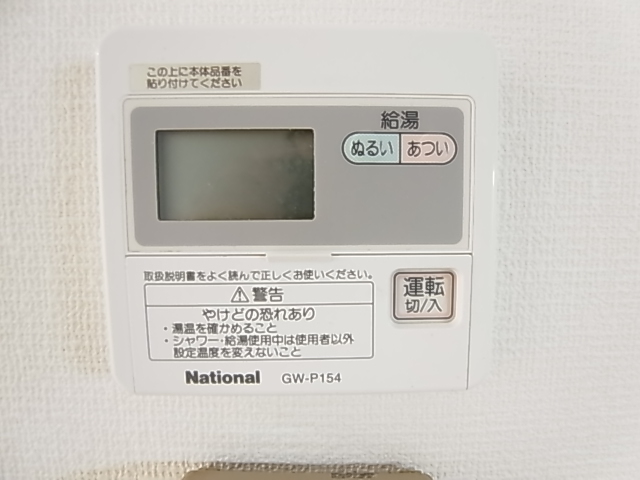 この上に本体品番を
貼り付けてください
給湯
ぬるい あつい
取扱説明書をよく読んで正しくお使いください。
⚠警告
やけどの恐れあり
・湯温を確かめること
・シャワー・給湯使用中は使用者以外
設定温度を変えないこと
運転
切/入
National GW-P154